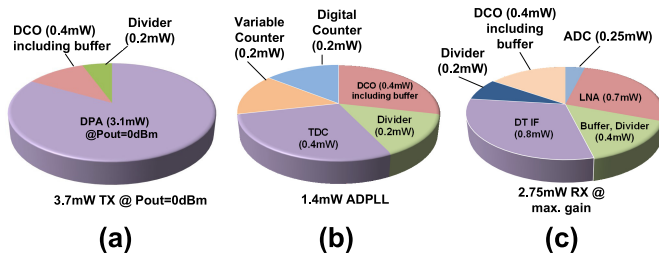 DCO (0.4mW)
including buffer
Divider
(0.2mW)
DPA (3.1mW)
@Pout=0dBm
3.7mW TX @ Pout=0dBm
(a)
Variable
Counter
(0.2mW)
Digital
Counter
(0.2mW)
DCO (0.4mW)
including buffer
Divider
(0.2mW)
TDC
(0.4mW)
1.4mW ADPLL
(b)
DCO (0.4mW)
including
buffer
Divider
(0.2mW)
ADC (0.25mW)
LNA (0.7mW)
DT IF
(0.8mW)
Buffer, Divider
(0.4mW)
2.75mW RX @
max. gain
(c)